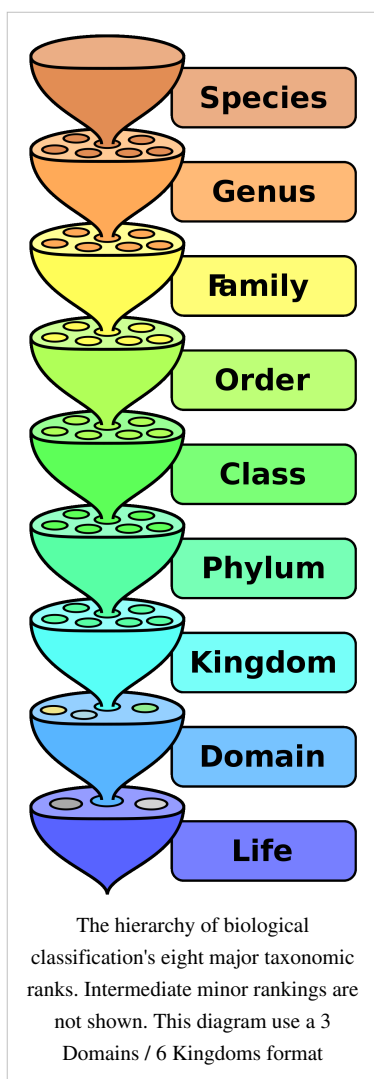 Species
Genus
Family
Order
Class
Phylum
Kingdom
Domain
Life
The hierarchy of biological
classification's eight major taxonomic
ranks. Intermediate minor rankings are
not shown. This diagram use a 3
Domains / 6 Kingdoms format